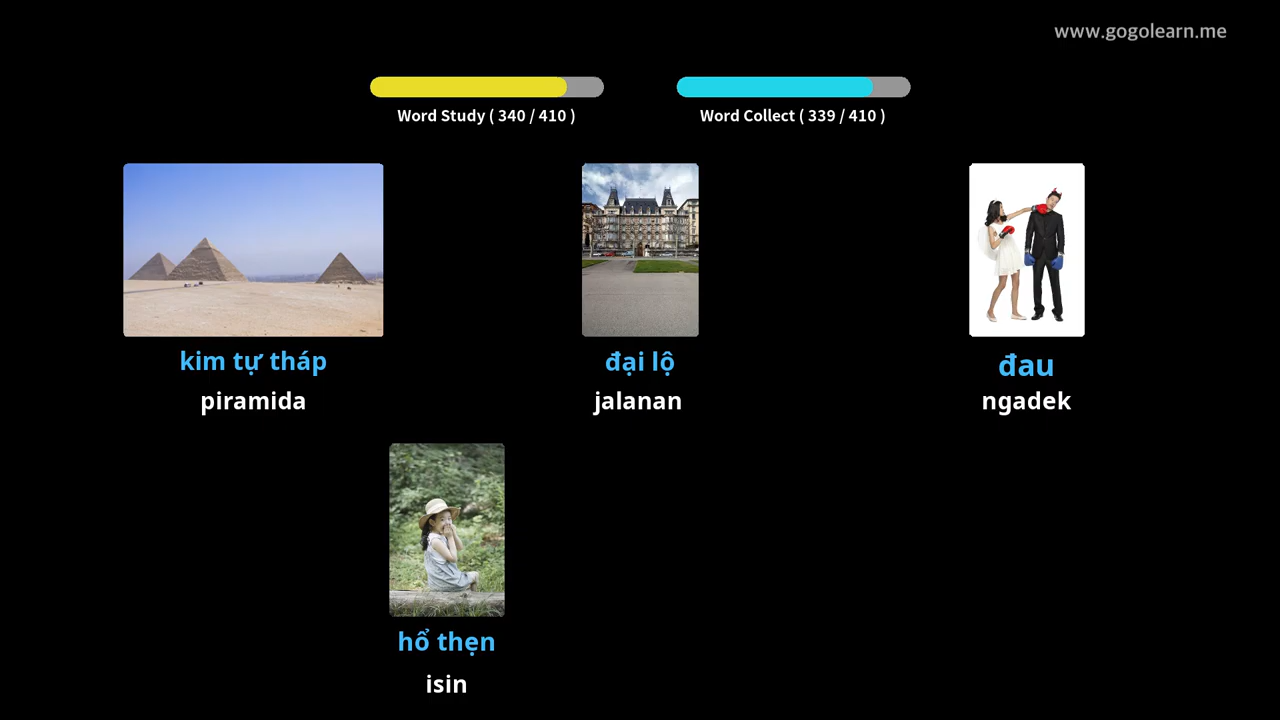 www.gogolearn.me
Word Study ( 340 / 410 )
Word Collect ( 339 / 410 )
kim tự tháp
đại lộ
đau
piramida
jalanan
ngadek
hổ thẹn
isin